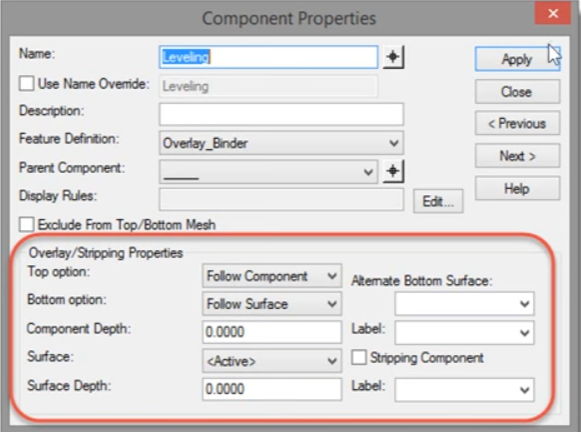 Component Properties
Name: Leveling Apply
Use Name Override: Leveling Close
Description: < Previous
Feature Definition: Overlay_Binder
Parent Component: _____ Next >
Display Rules: Edit... Help
Exclude From Top/Bottom Mesh
Overlay/Stripping Properties
Top option: Follow Component Alternate Bottom Surface:
Bottom option: Follow Surface
Component Depth: 0.0000 Label:
Surface: <Active> Stripping Component
Surface Depth: 0.0000 Label: